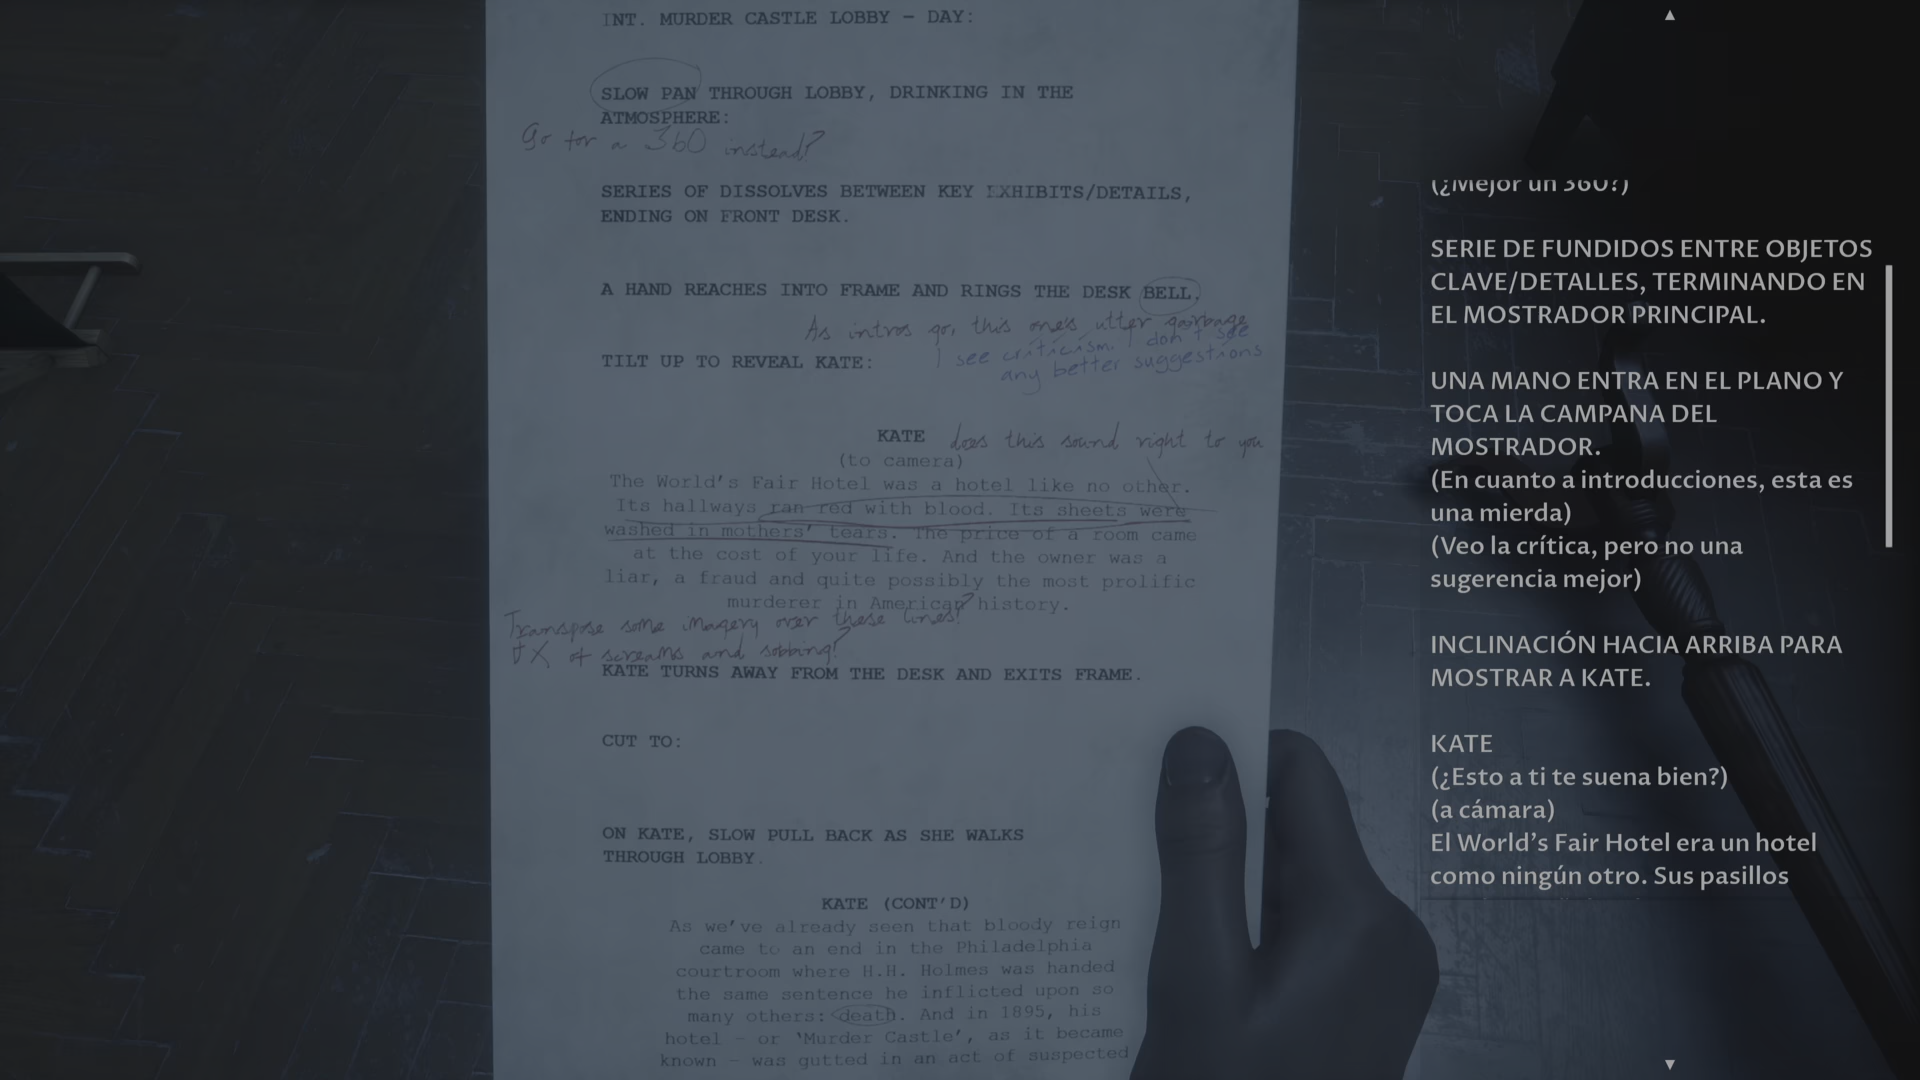 INT. MURDER CASTLE LOBBY – DAY:
SLOW PAN THROUGH LOBBY, DRINKING IN THE
ATMOSPHERE:
Go for a 360 instead?
SERIES OF DISSOLVES BETWEEN KEY EXHIBITS/DETAILS,
ENDING ON FRONT DESK.
A HAND REACHES INTO FRAME AND RINGS THE DESK BELL.
As intros go, this one's utter garbage
I see criticism. I don't see
any better suggestions
TILT UP TO REVEAL KATE:
KATE
does this sound right to you
(to camera)
The World's Fair Hotel was a hotel like no other.
Its hallways ran red with blood. Its sheets were
washed in mothers' tears. The price of a room came
at the cost of your life. And the owner was a
liar, a fraud and quite possibly the most prolific
murderer in American history.
Transpose some imagery over these lines?
FX of screams and sobbing?
KATE TURNS AWAY FROM THE DESK AND EXITS FRAME.
CUT TO:
ON KATE, SLOW PULL BACK AS SHE WALKS
THROUGH LOBBY.
KATE (CONT'D)
As we've already seen that bloody reign
came to an end in the Philadelphia
courtroom where H.H. Holmes was handed
the same sentence he inflicted upon so
many others: death. And in 1895, his
hotel – or 'Murder Castle', as it became
known – was gutted in an act of suspected
(¿Mejor un 360?)
SERIE DE FUNDIDOS ENTRE OBJETOS
CLAVE/DETALLES, TERMINANDO EN
EL MOSTRADOR PRINCIPAL.
UNA MANO ENTRA EN EL PLANO Y
TOCA LA CAMPANA DEL
MOSTRADOR.
(En cuanto a introducciones, esta es
una mierda)
(Veo la crítica, pero no una
sugerencia mejor)
INCLINACIÓN HACIA ARRIBA PARA
MOSTRAR A KATE.
KATE
(¿Esto a ti te suena bien?)
(a cámara)
El World's Fair Hotel era un hotel
como ningún otro. Sus pasillos